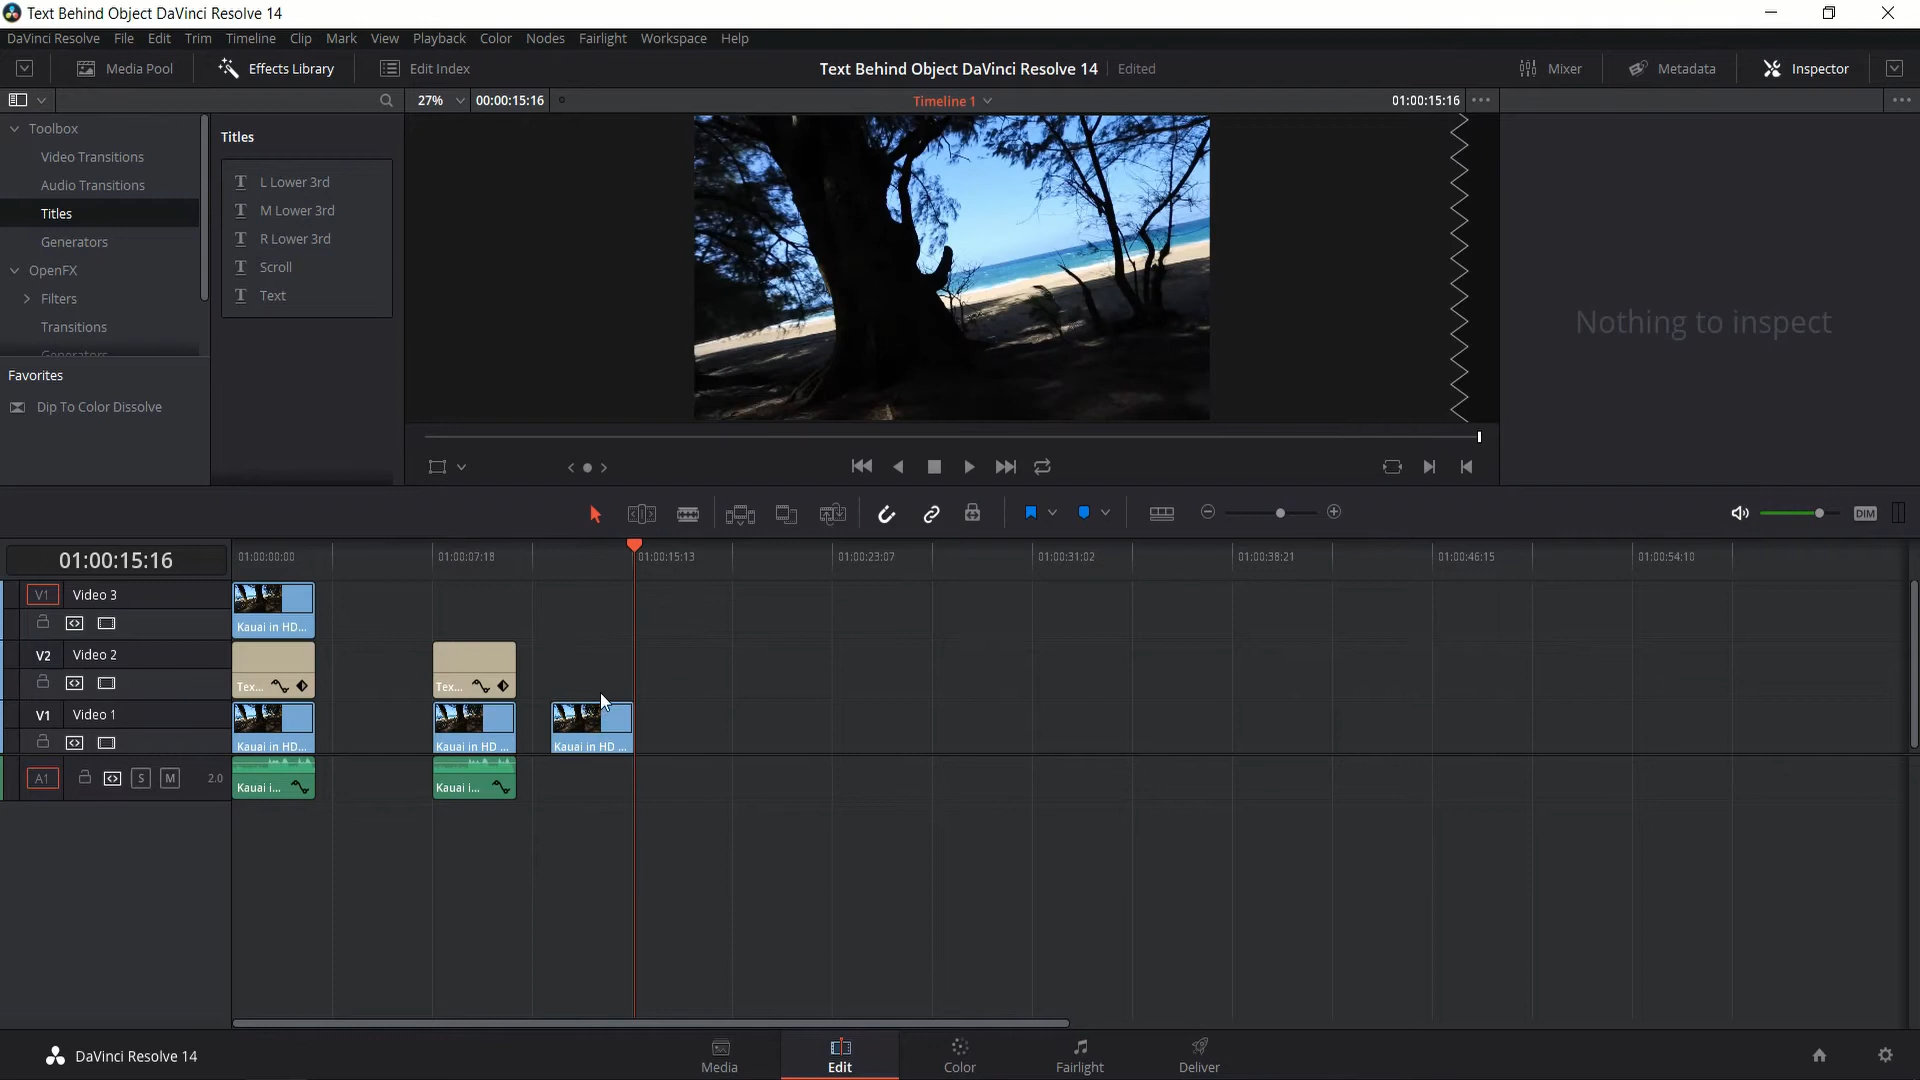 Text Behind Object DaVinci Resolve 14
DaVinci Resolve File Edit Trim Timeline Clip Mark View Playback Color Nodes Fairlight Workspace Help
Media Pool Effects Library Edit Index Text Behind Object DaVinci Resolve 14 Edited Mixer Metadata Inspector
27% 00:00:15:16 Timeline 1 01:00:15:16
Toolbox
Video Transitions
Audio Transitions
Titles
Generators
OpenFX
Filters
Transitions
Generators
Favorites
Dip To Color Dissolve
Titles
L Lower 3rd
M Lower 3rd
R Lower 3rd
Scroll
Text
Nothing to inspect
DIM
01:00:15:16 01:00:00:00 01:00:07:18 01:00:15:13 01:00:23:07 01:00:31:02 01:00:38:21 01:00:46:15 01:00:54:10
V1 Video 3
Kauai in HD...
V2 Video 2
Tex... Tex...
V1 Video 1
Kauai in HD... Kauai in HD ... Kauai in HD ...
A1 S M 2.0
Kauai i... Kauai i...
DaVinci Resolve 14 Media Edit Color Fairlight Deliver